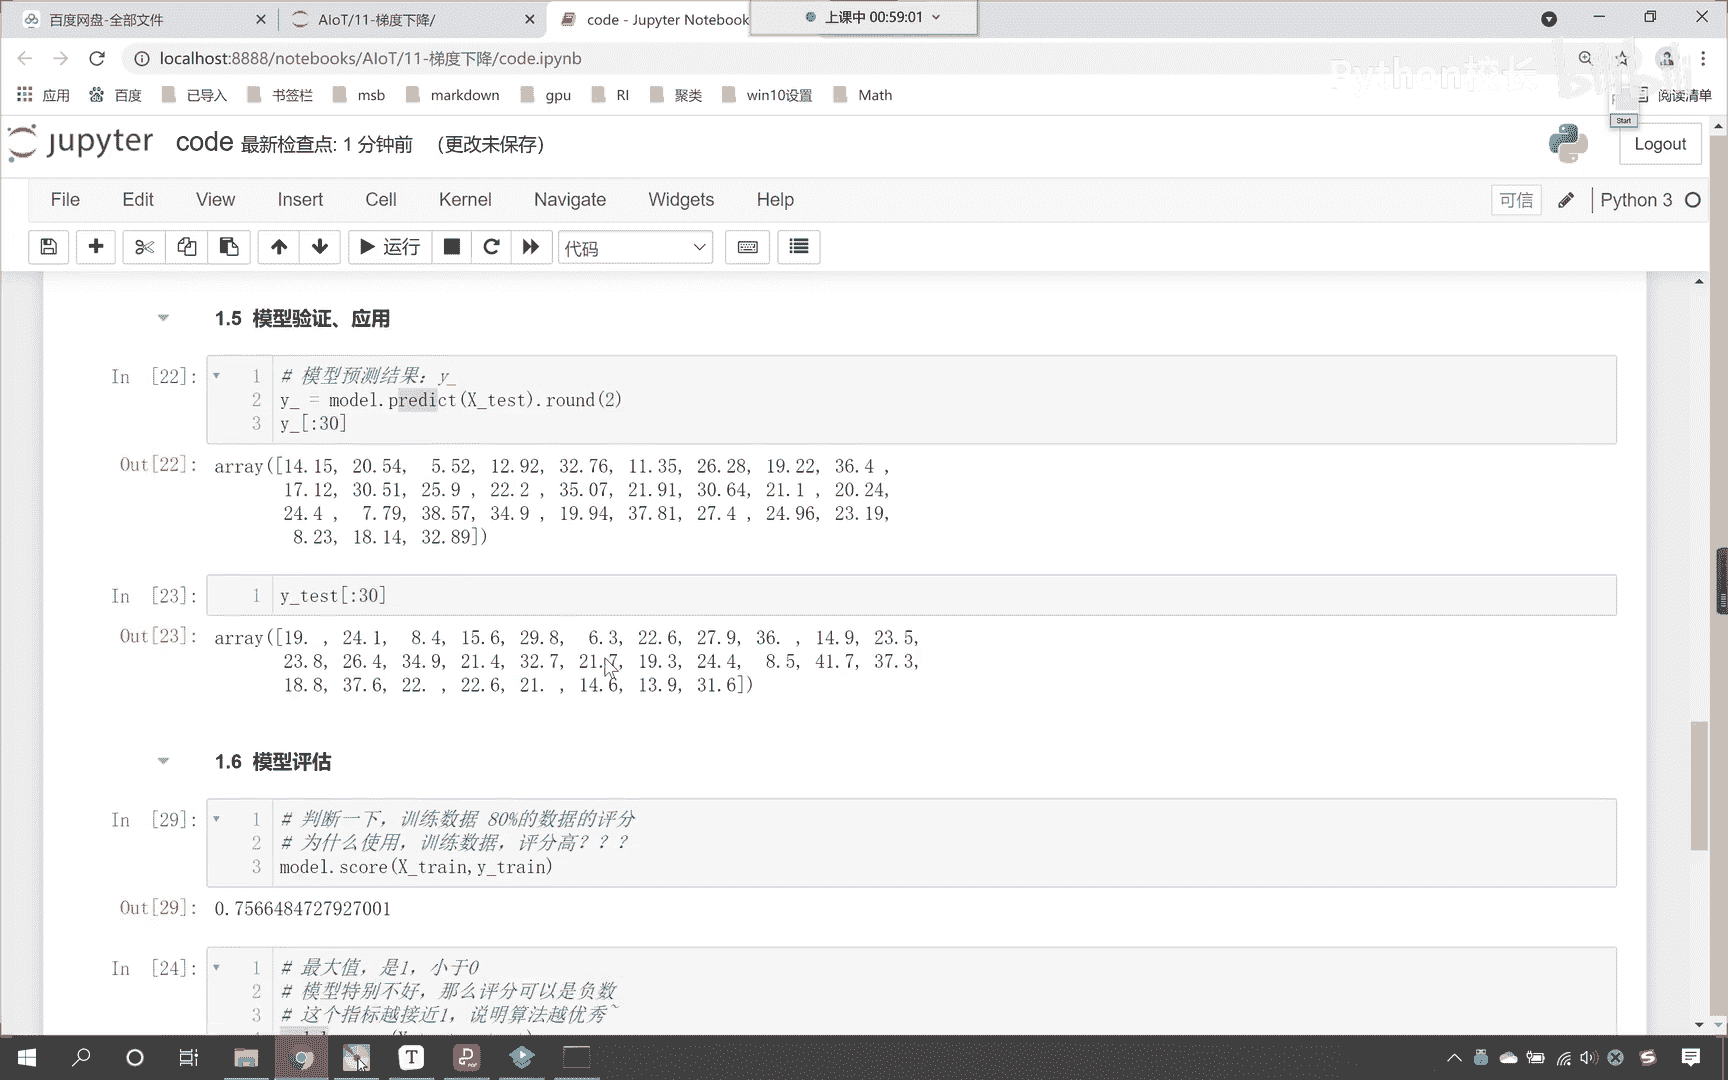 百度网盘-全部文件
AIoT/11-梯度下降/
code - Jupyter Notebook
上课中 00:59:01
localhost:8888/notebooks/AIoT/11-梯度下降/code.ipynb
应用 百度 已导入 书签栏 msb markdown gpu RI 聚类 win10设置 Math 阅读清单
Start
jupyter code 最新检查点: 1 分钟前 (更改未保存)
Logout
File Edit View Insert Cell Kernel Navigate Widgets Help
可信 Python 3
运行 代码
1.5 模型验证、应用
In [22]:
1 # 模型预测结果：y_
2 y_ = model.predict(X_test).round(2)
3 y_[:30]
Out[22]: array([14.15, 20.54, 5.52, 12.92, 32.76, 11.35, 26.28, 19.22, 36.4 ,
17.12, 30.51, 25.9 , 22.2 , 35.07, 21.91, 30.64, 21.1 , 20.24,
24.4 , 7.79, 38.57, 34.9 , 19.94, 37.81, 27.4 , 24.96, 23.19,
8.23, 18.14, 32.89])
In [23]: 1 y_test[:30]
Out[23]: array([19. , 24.1, 8.4, 15.6, 29.8, 6.3, 22.6, 27.9, 36. , 14.9, 23.5,
23.8, 26.4, 34.9, 21.4, 32.7, 21.7, 19.3, 24.4, 8.5, 41.7, 37.3,
18.8, 37.6, 22. , 22.6, 21. , 14.6, 13.9, 31.6])
1.6 模型评估
In [29]:
1 # 判断一下，训练数据 80%的数据的评分
2 # 为什么使用，训练数据，评分高？？？
3 model.score(X_train,y_train)
Out[29]: 0.7566484727927001
In [24]:
1 # 最大值，是1，小于0
2 # 模型特别不好，那么评分可以是负数
3 # 这个指标越接近1，说明算法越优秀~